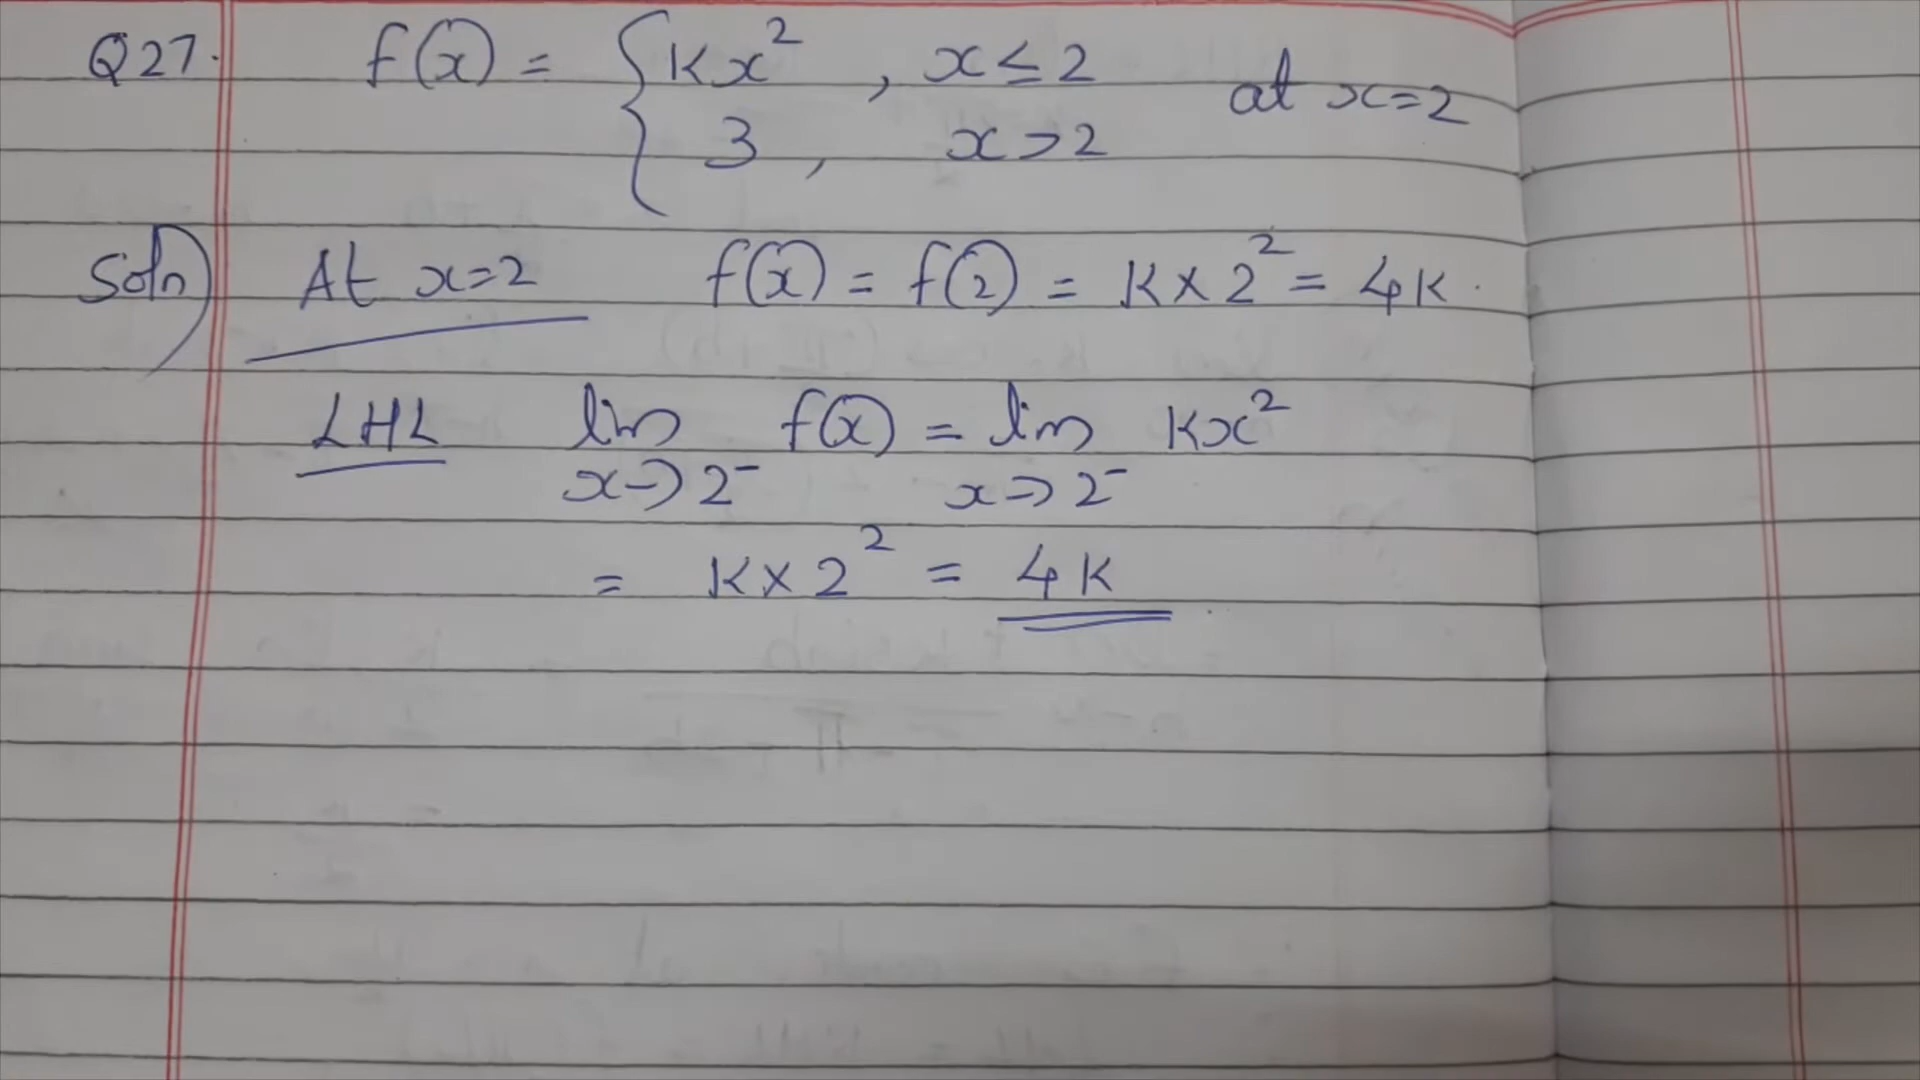 Q27. f(x) = { kx² , x ≤ 2
3 , x > 2 at x=2
Soln) At x=2 f(x) = f(2) = k × 2² = 4k.
LHL lim f(x) = lim kx²
x→2⁻ x→2⁻
= k × 2² = 4k